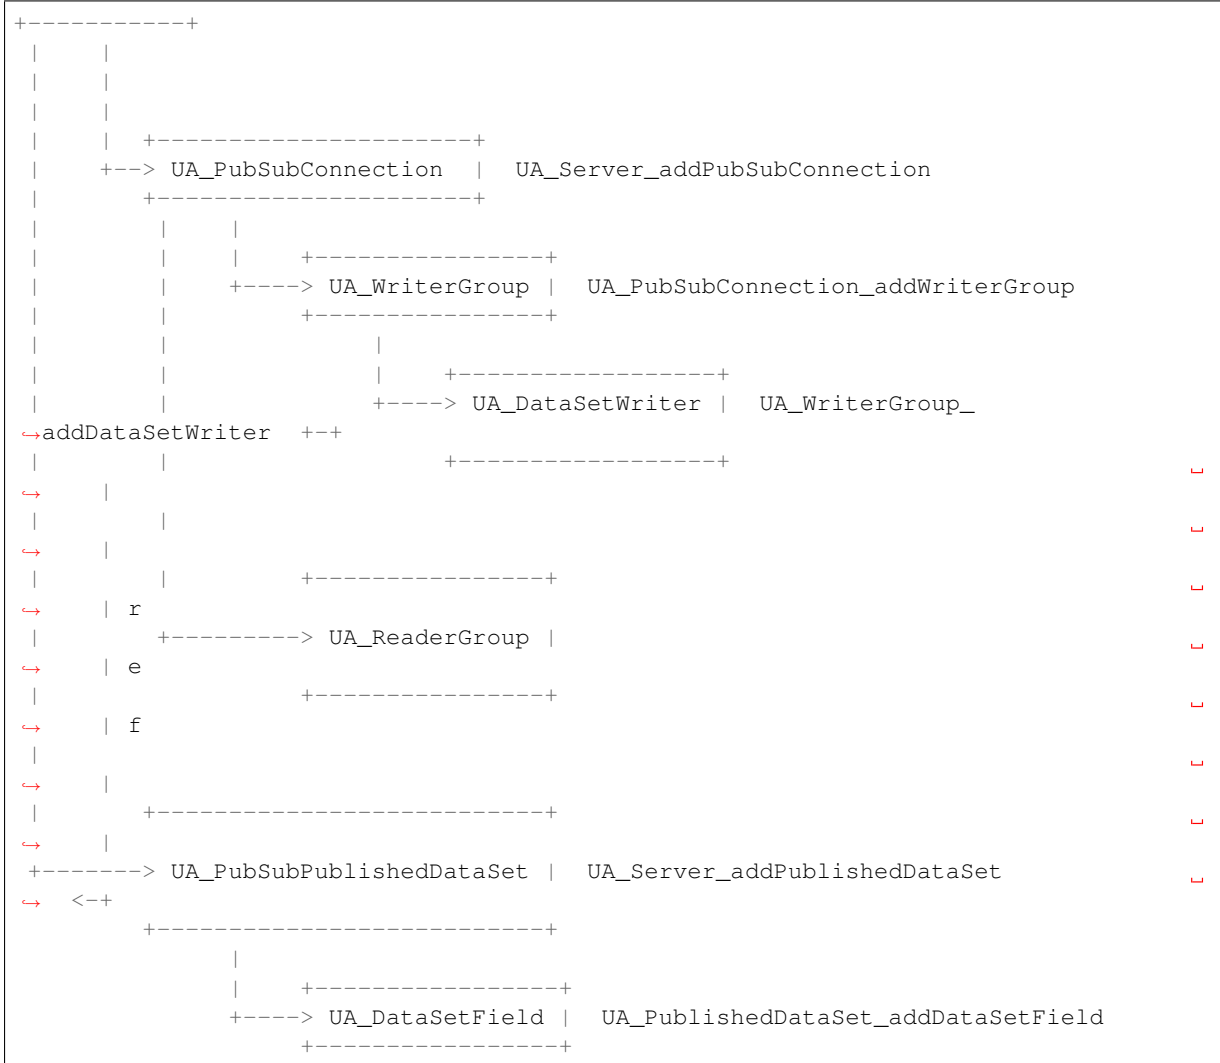 +-----------+
 |    |
 |    |
 |    |
 |    |  +----------------------+
 |    +--> UA_PubSubConnection  |  UA_Server_addPubSubConnection
 |       +----------------------+
 |        |    |
 |        |    |    +----------------+
 |        |    +----> UA_WriterGroup |  UA_PubSubConnection_addWriterGroup
 |        |         +----------------+
 |        |              |
 |        |              |    +------------------+
 |        |              +----> UA_DataSetWriter |  UA_WriterGroup_
↪addDataSetWriter  +-+
 |        |                   +------------------+                                ␣
↪    |
 |        |                                                                       ␣
↪    |
 |        |         +----------------+                                            ␣
↪    | r
 |        +---------> UA_ReaderGroup |                                            ␣
↪    | e
 |                  +----------------+                                            ␣
↪    | f
 |                                                                                ␣
↪    |
 |       +---------------------------+                                            ␣
↪    |
 +-------> UA_PubSubPublishedDataSet |  UA_Server_addPublishedDataSet             ␣
↪  <-+
         +---------------------------+
               |
               |    +-----------------+
               +----> UA_DataSetField |  UA_PublishedDataSet_addDataSetField
                    +-----------------+